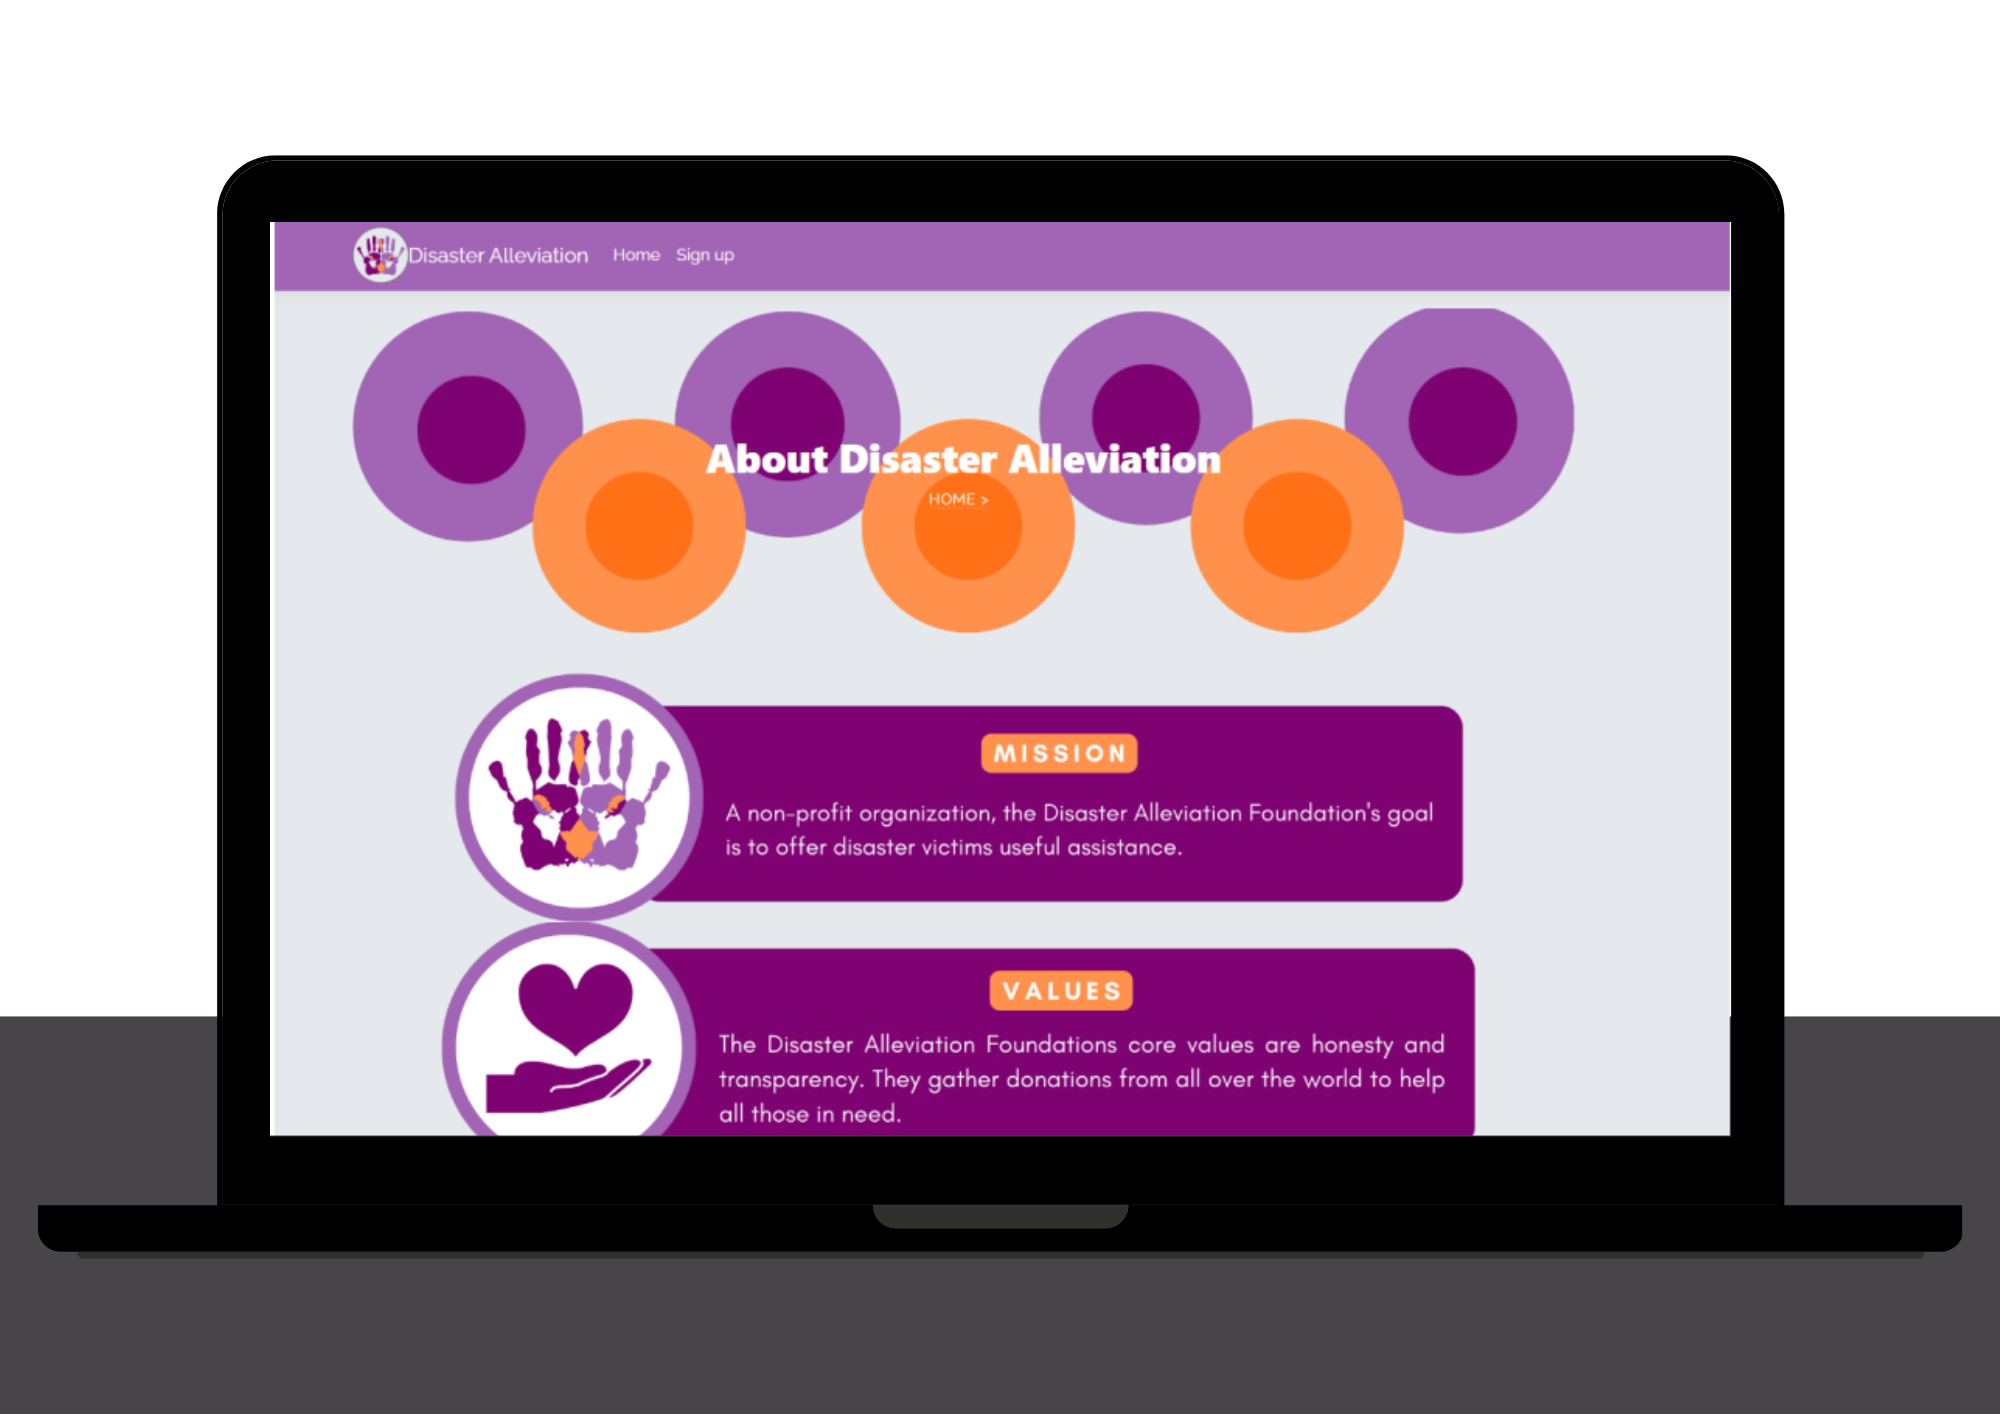 Disaster Alleviation Home Sign up
About Disaster Alleviation
HOME >
MISSION
A non-profit organization, the Disaster Alleviation Foundation's goal
is to offer disaster victims useful assistance.
VALUES
The Disaster Alleviation Foundations core values are honesty and
transparency. They gather donations from all over the world to help
all those in need.